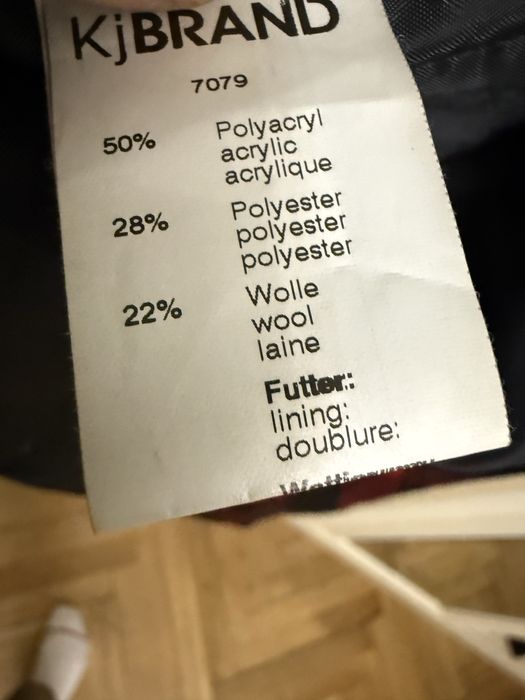 KjBRAND
7079
50% Polyacryl
acrylic
acrylique
28% Polyester
polyester
polyester
22% Wolle
wool
laine
Futter:
lining:
doublure: